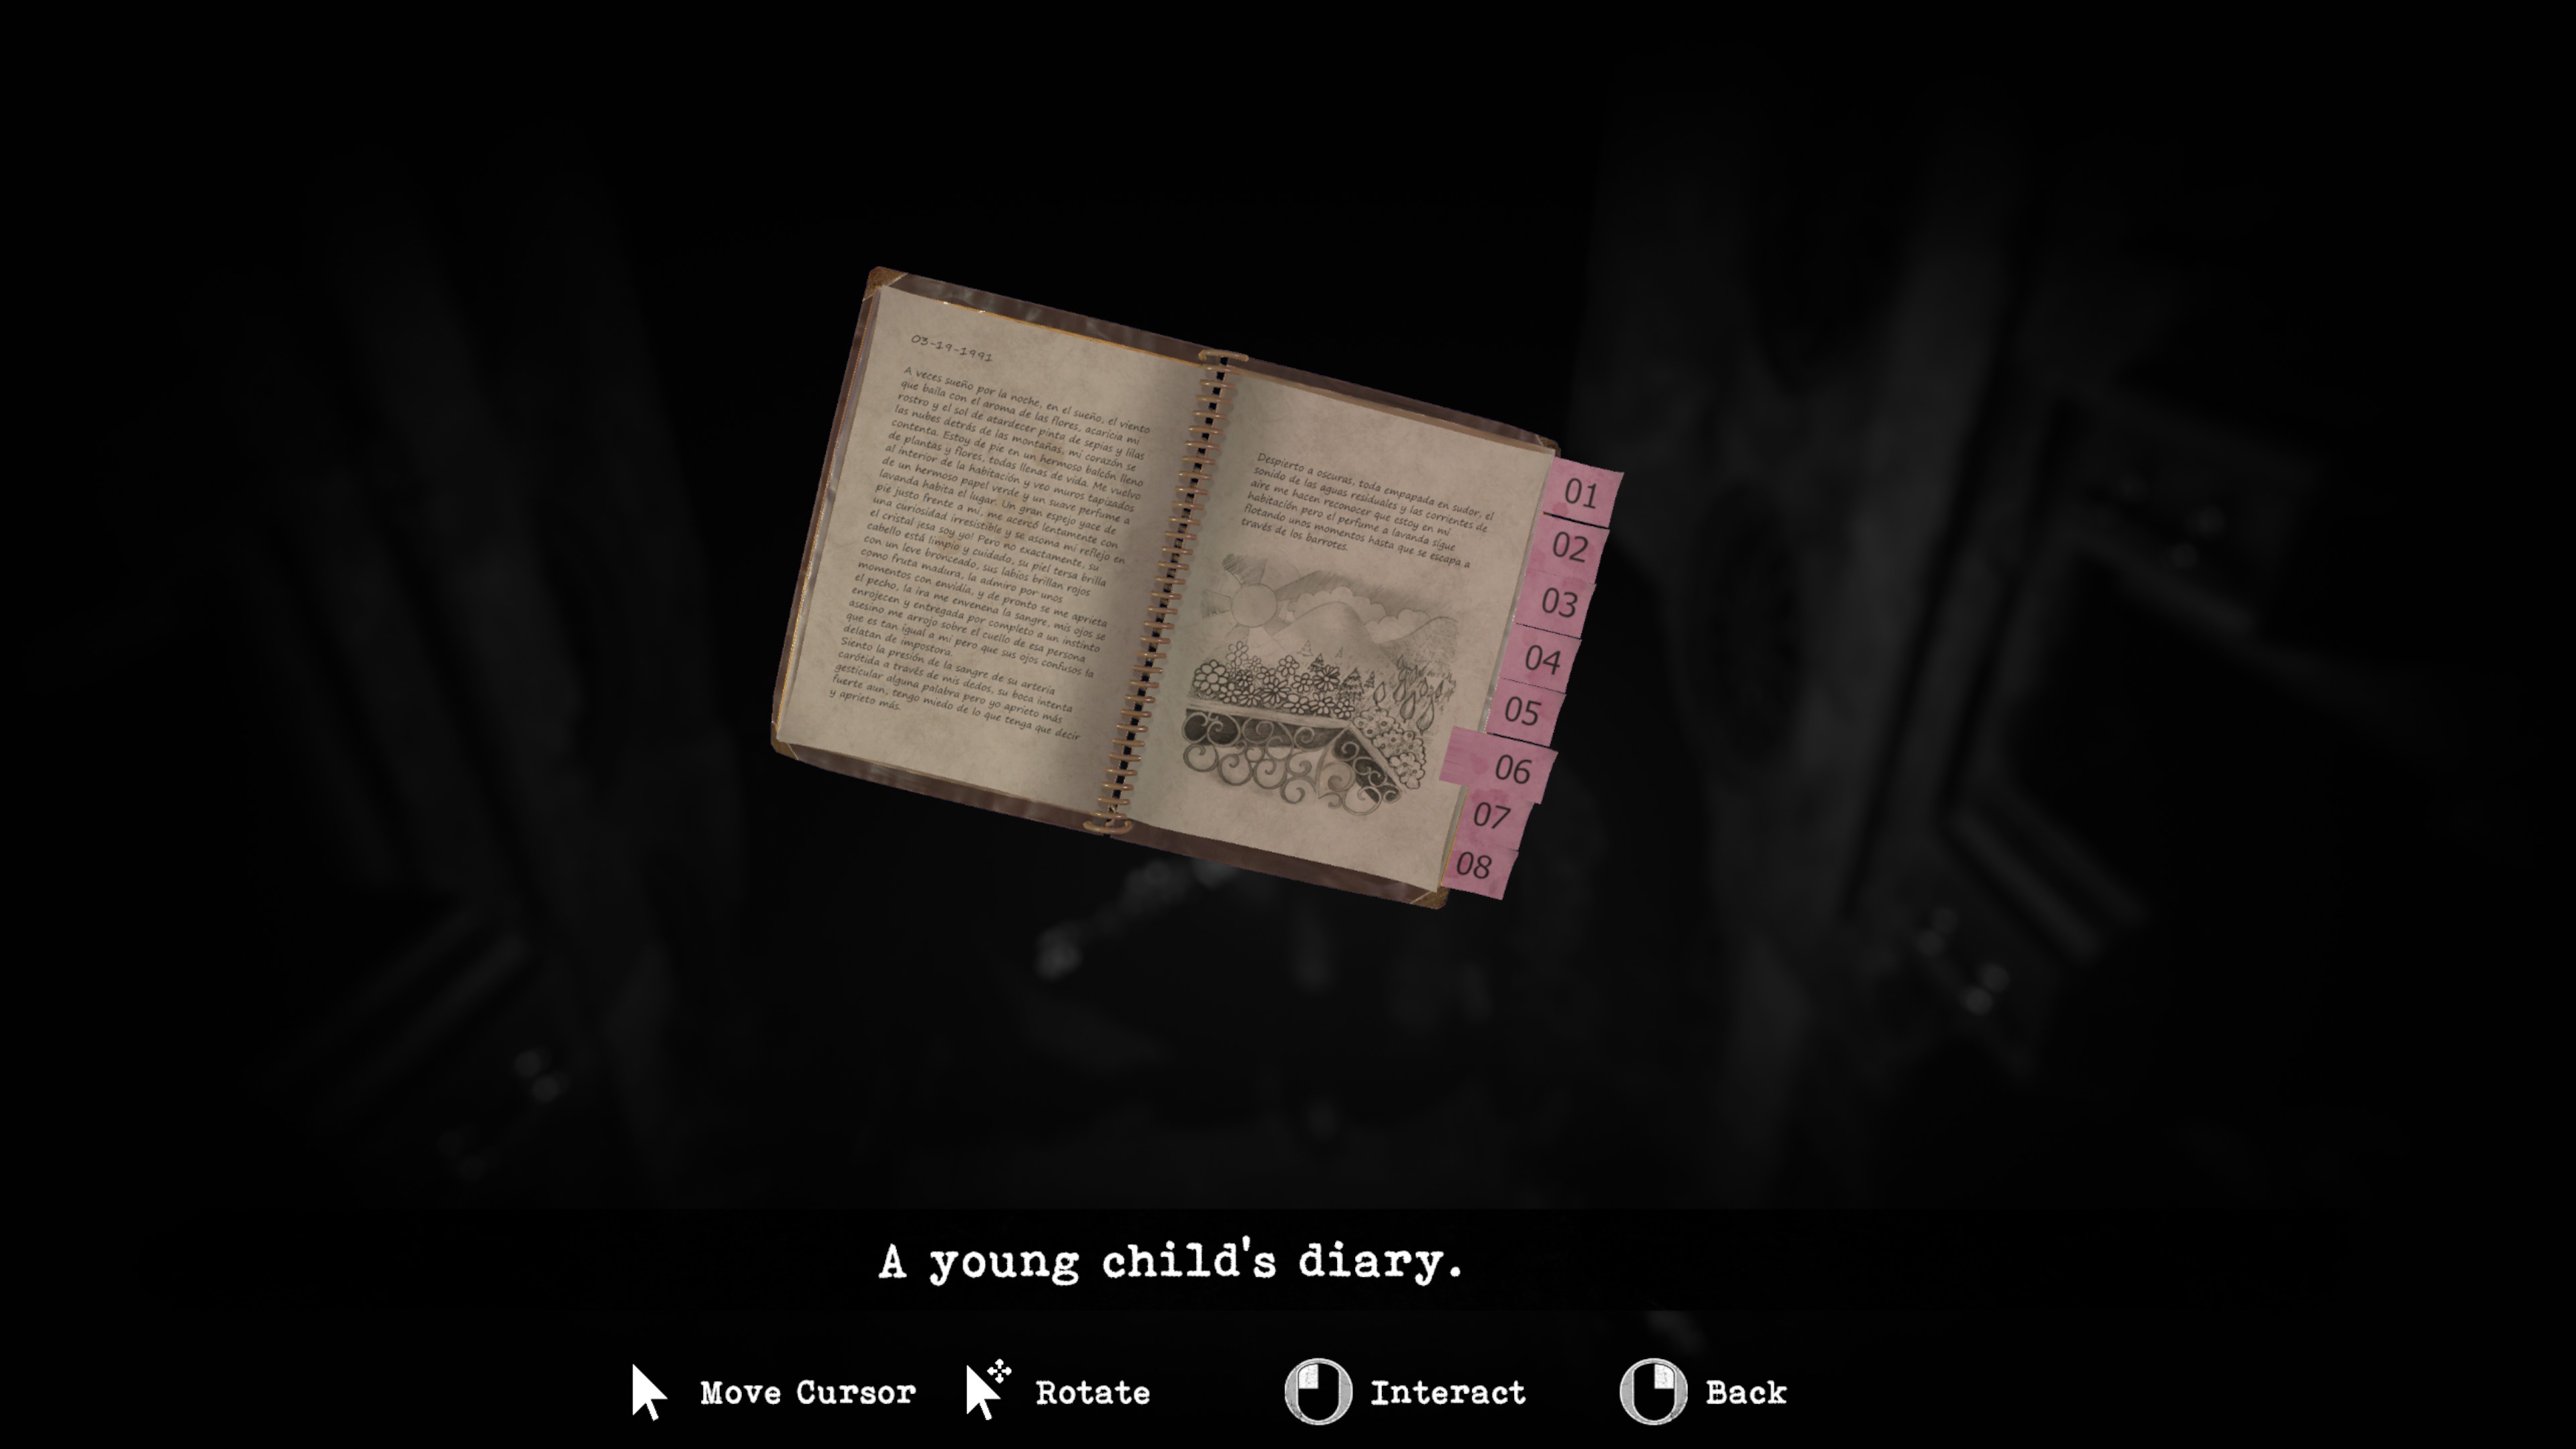 03-19-1991
A veces sueño por la noche, en el sueño, el viento
que baila con el aroma de las flores, acaricia mi
rostro y el sol de atardecer pinta de sepias y lilas
las nubes detrás de las montañas, mi corazón se
contenta. Estoy de pie en un hermoso balcón lleno
de plantas y flores, todas llenas de vida. Me vuelvo
al interior de la habitación y veo muros tapizados
de un hermoso papel verde y un suave perfume a
lavanda habita el lugar. Un gran espejo yace de
pie justo frente a mí, me acercó lentamente con
una curiosidad irresistible y se asoma mi reflejo en
el cristal ¡esa soy yo! Pero no exactamente, su
cabello está limpio y cuidado, su piel tersa brilla
con un leve bronceado, sus labios brillan rojos
como fruta madura, la admiro por unos
momentos con envidia, y de pronto se me aprieta
el pecho, la ira me envenena la sangre, mis ojos se
enrojecen y entregada por completo a un instinto
asesino me arrojo sobre el cuello de esa persona
que es tan igual a mí pero que sus ojos confusos la
delatan de impostora.
Siento la presión de la sangre de su arteria
carótida a través de mis dedos, su boca intenta
gesticular alguna palabra pero yo aprieto más
fuerte aun, tengo miedo de lo que tenga que decir
y aprieto más.
Despierto a oscuras, toda empapada en sudor, el
sonido de las aguas residuales y las corrientes de
aire me hacen reconocer que estoy en mi
habitación pero el perfume a lavanda sigue
flotando unos momentos hasta que se escapa a
través de los barrotes.
01
02
03
04
05
06
07
08
A young child's diary.
Move Cursor
Rotate
Interact
Back